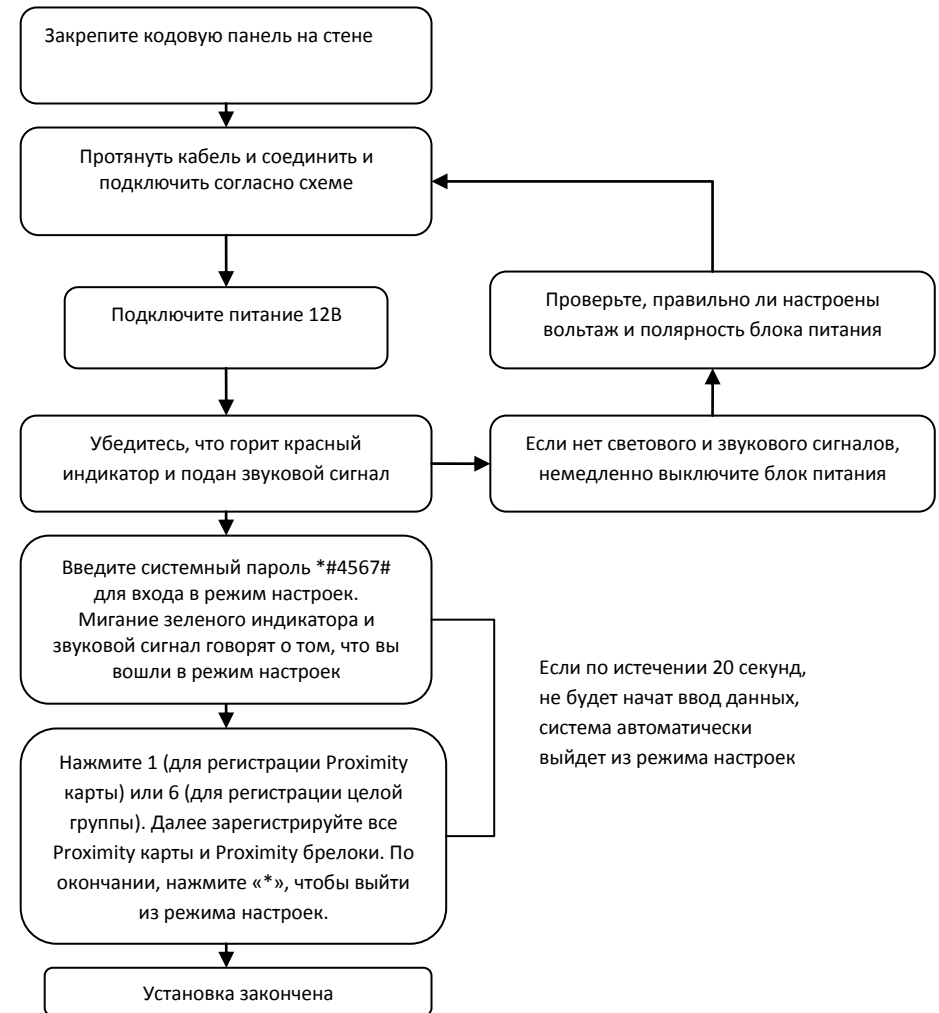 Закрепите кодовую панель на стене
Протянуть кабель и соединить и
подключить согласно схеме
Подключите питание 12В
Проверьте, правильно ли настроены
вольтаж и полярность блока питания
Убедитесь, что горит красный
индикатор и подан звуковой сигнал
Если нет светового и звукового сигналов,
немедленно выключите блок питания
Введите системный пароль *#4567#
для входа в режим настроек.
Мигание зеленого индикатора и
звуковой сигнал говорят о том, что вы
вошли в режим настроек
Если по истечении 20 секунд,
не будет начат ввод данных,
система автоматически
выйдет из режима настроек
Нажмите 1 (для регистрации Proximity
карты) или 6 (для регистрации целой
группы). Далее зарегистрируйте все
Proximity карты и Proximity брелоки. По
окончании, нажмите «*», чтобы выйти
из режима настроек.
Установка закончена